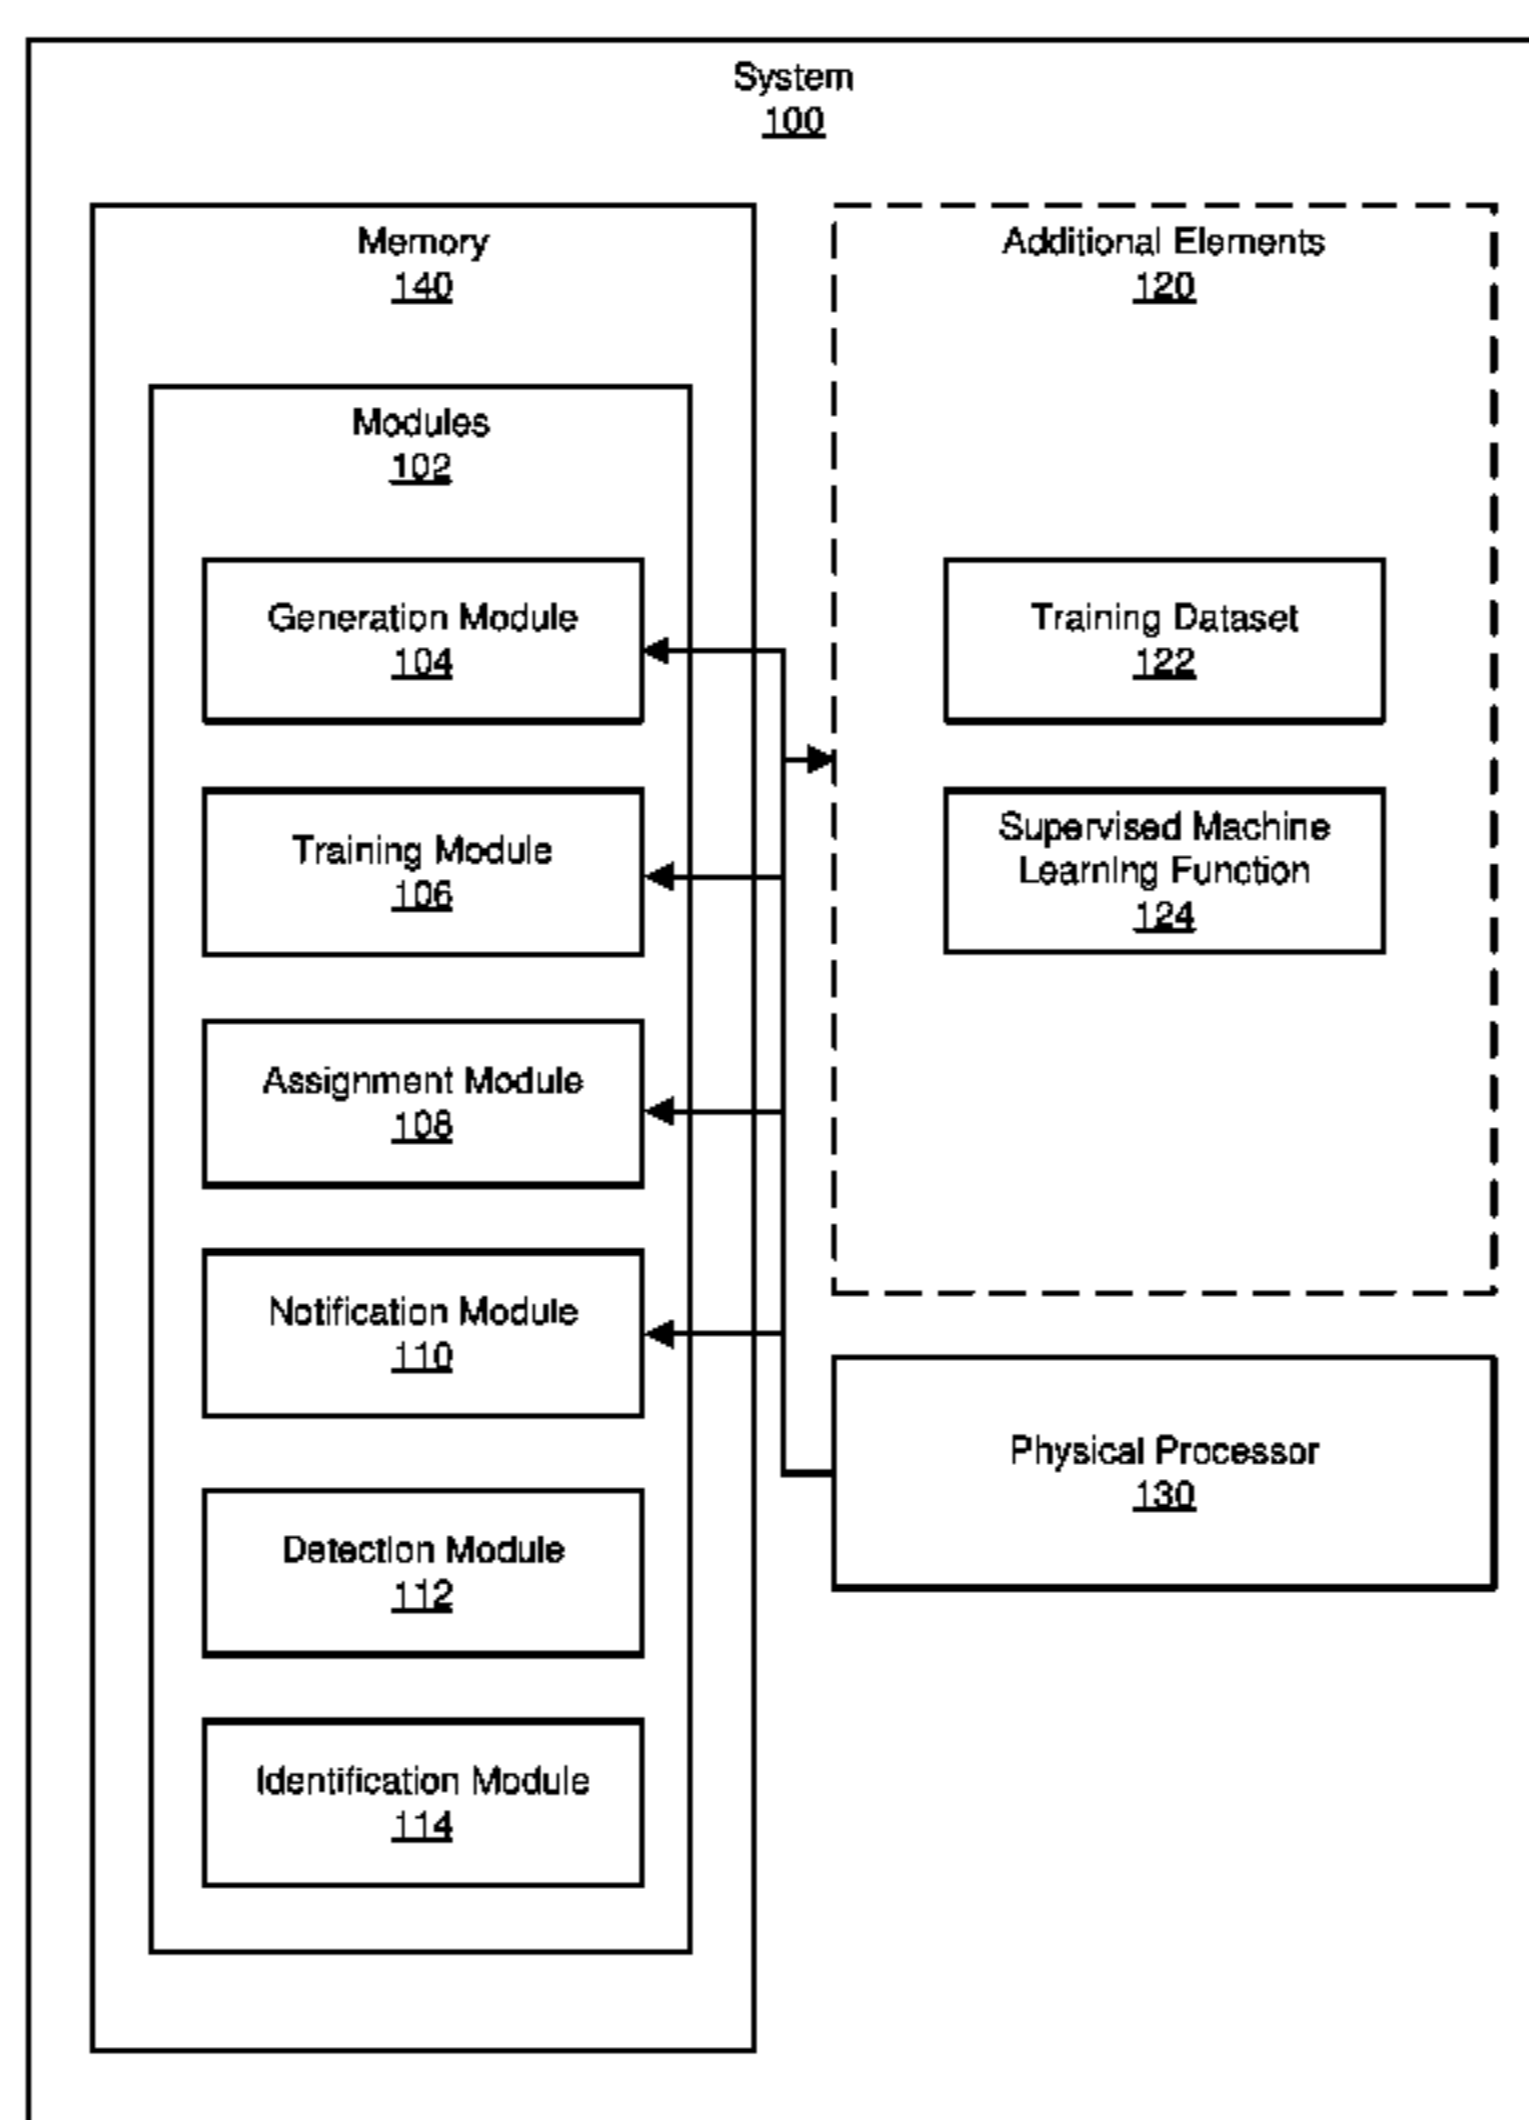 System
100
Memory
140
Modules
102
Generation Module
104
Training Module
106
Assignment Module
108
Notification Module
110
Detection Module
112
Identification Module
114
Additional Elements
120
Training Dataset
122
Supervised Machine
Learning Function
124
Physical Processor
130